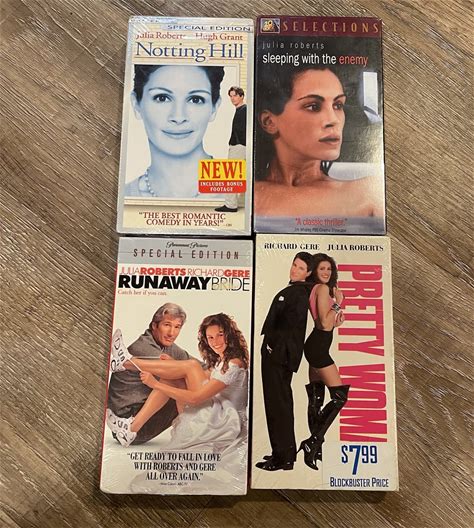 SPECIAL EDITION
Julia Roberts Hugh Grant
Notting Hill
NEW!
INCLUDES BONUS
FOOTAGE
"THE BEST ROMANTIC
COMEDY IN YEARS!"
SELECTIONS
julia roberts
sleeping with the enemy
"A classic thriller."
Paramount Pictures
SPECIAL EDITION
JULIA ROBERTS RICHARD GERE
RUNAWAY
BRIDE
Catch her if you can.
"GET READY TO FALL IN LOVE
WITH ROBERTS AND GERE
ALL OVER AGAIN."
RICHARD GERE JULIA ROBERTS
PRETTY WOM
$7.99
BLOCKBUSTER PRICE